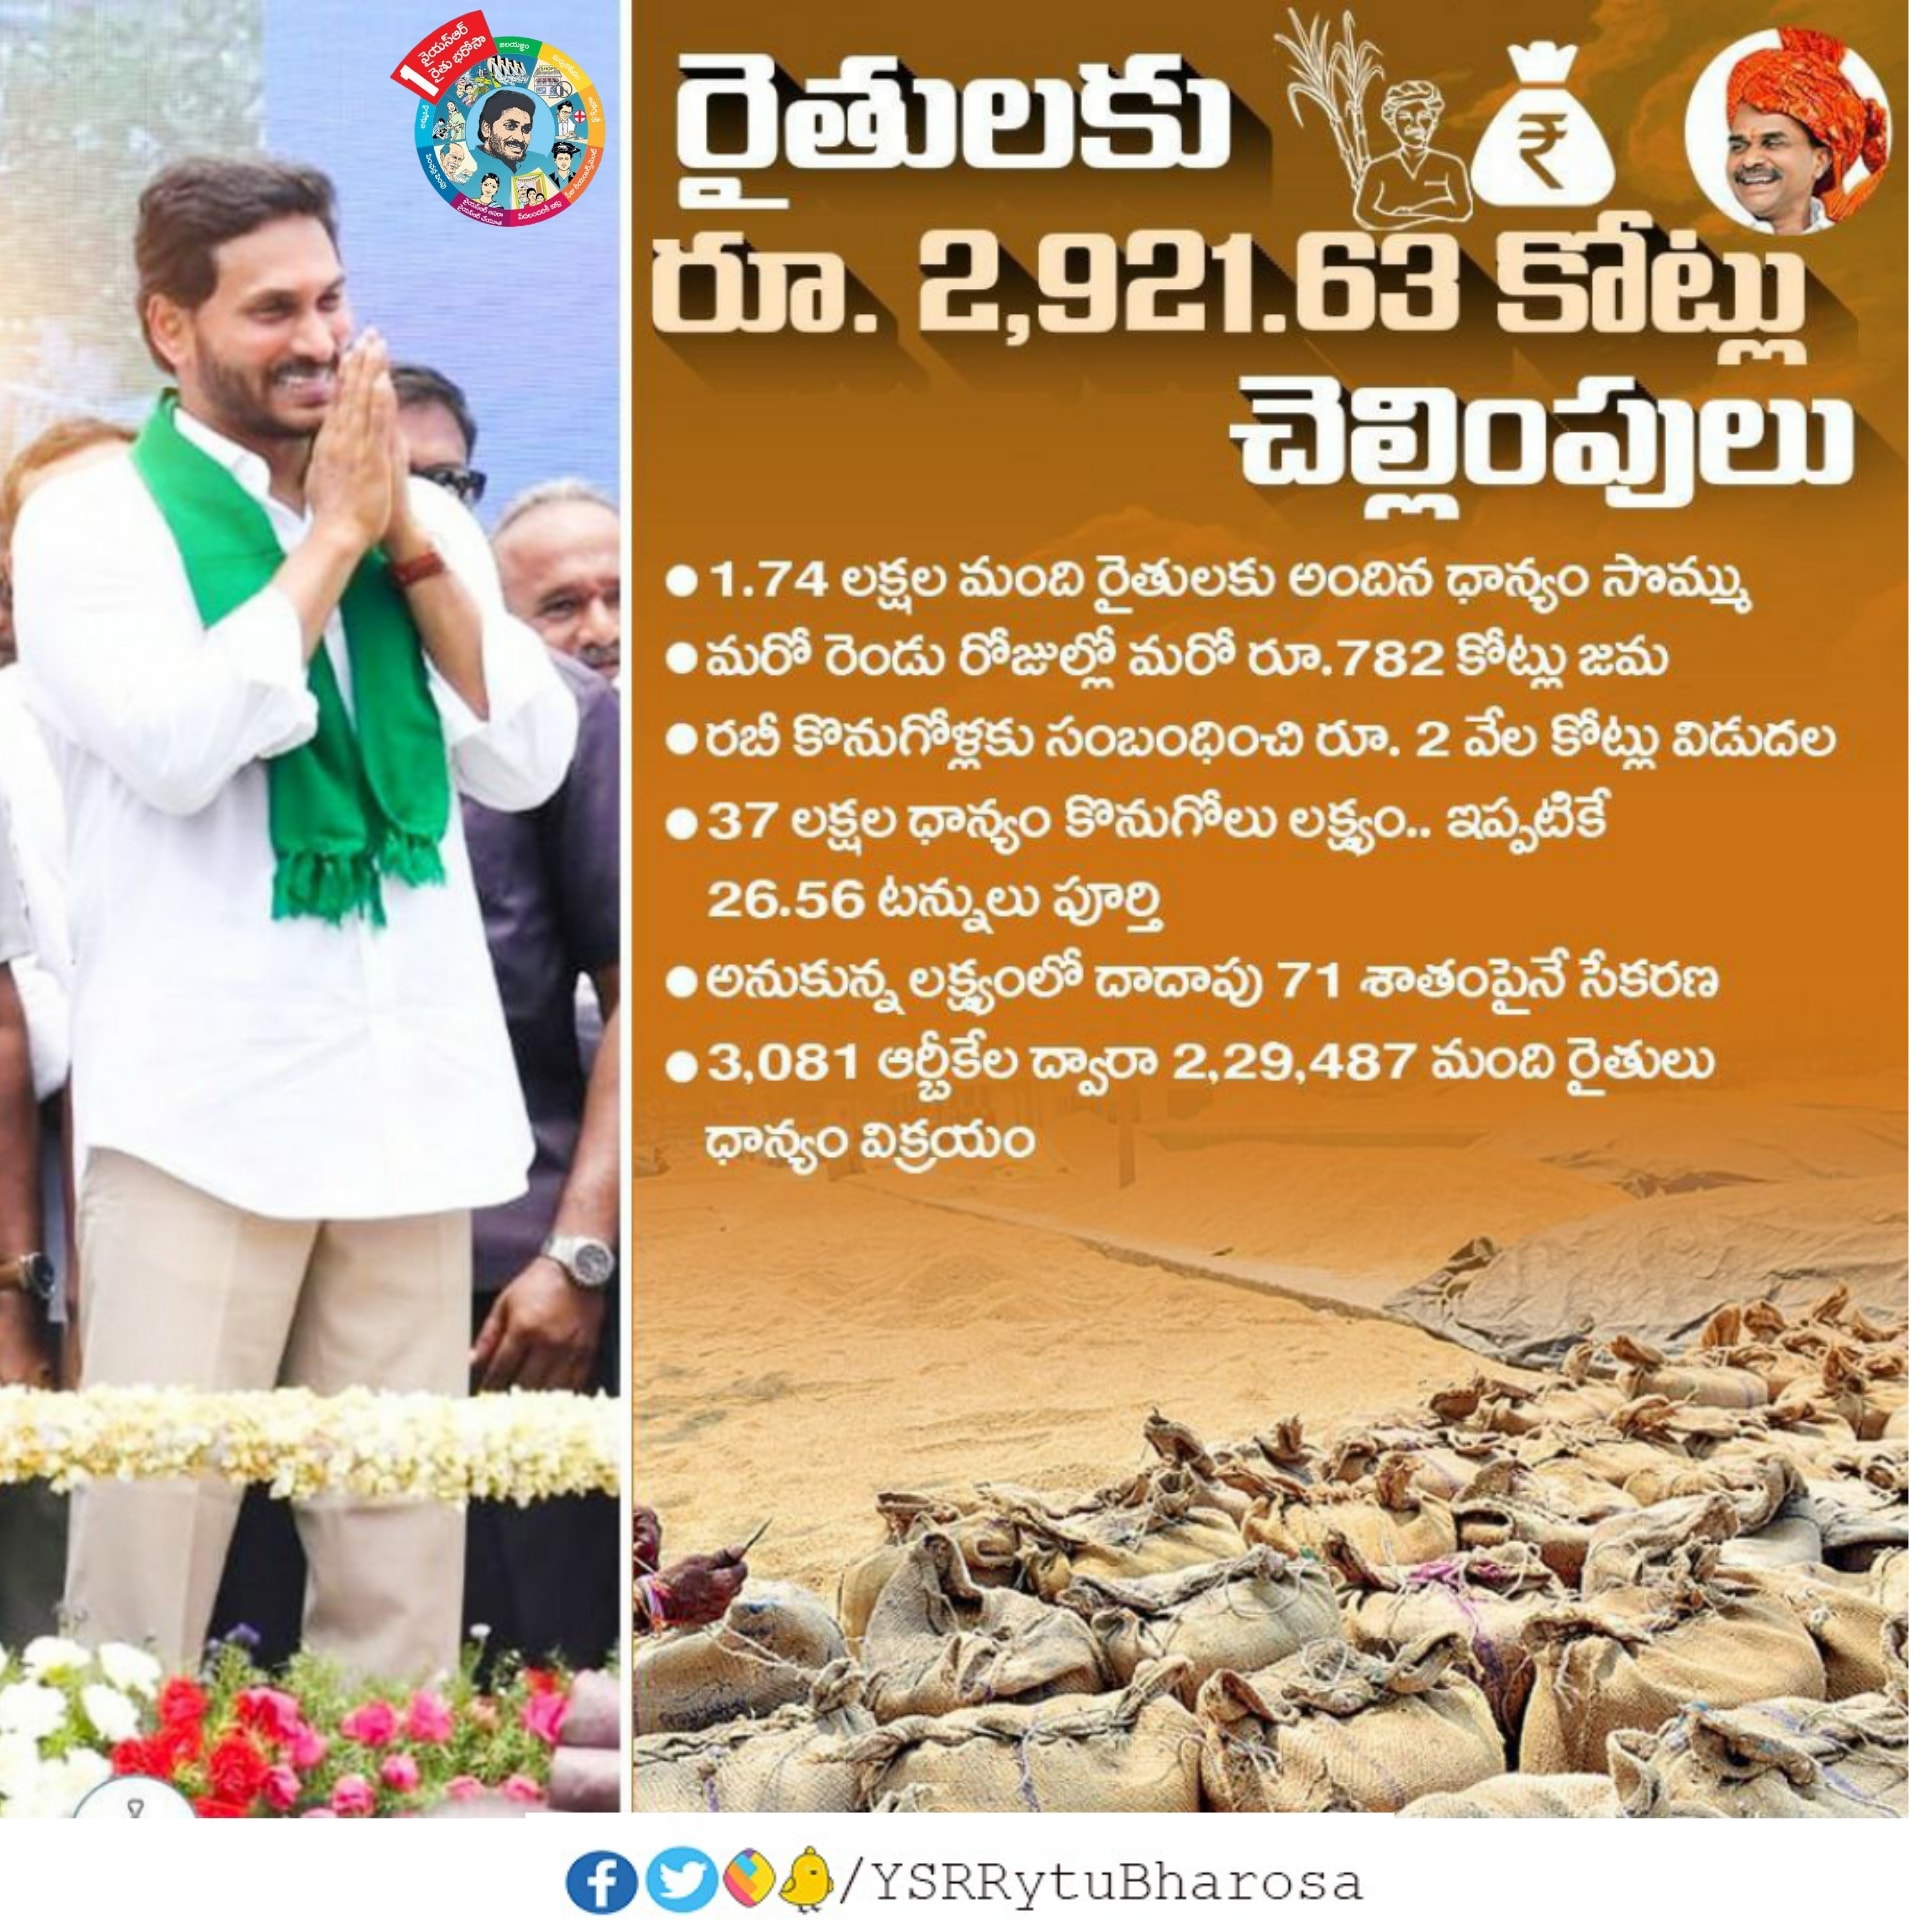 1 వైయస్ఆర్
రైతు భరోసా
జలయజ్ఞం
రైతులకు
రూ. 2,921.63 కోట్లు
చెల్లింపులు
● 1.74 లక్షల మంది రైతులకు అందిన ధాన్యం సొమ్ము
● మరో రెండు రోజుల్లో మరో రూ.782 కోట్లు జమ
● రబీ కొనుగోళ్లకు సంబంధించి రూ. 2 వేల కోట్లు విడుదల
● 37 లక్షల ధాన్యం కొనుగోలు లక్ష్యం.. ఇప్పటికే
26.56 టన్నులు పూర్తి
● అనుకున్న లక్ష్యంలో దాదాపు 71 శాతంపైనే సేకరణ
● 3,081 ఆర్బీకేల ద్వారా 2,29,487 మంది రైతులు
ధాన్యం విక్రయం
/YSRRytuBharosa